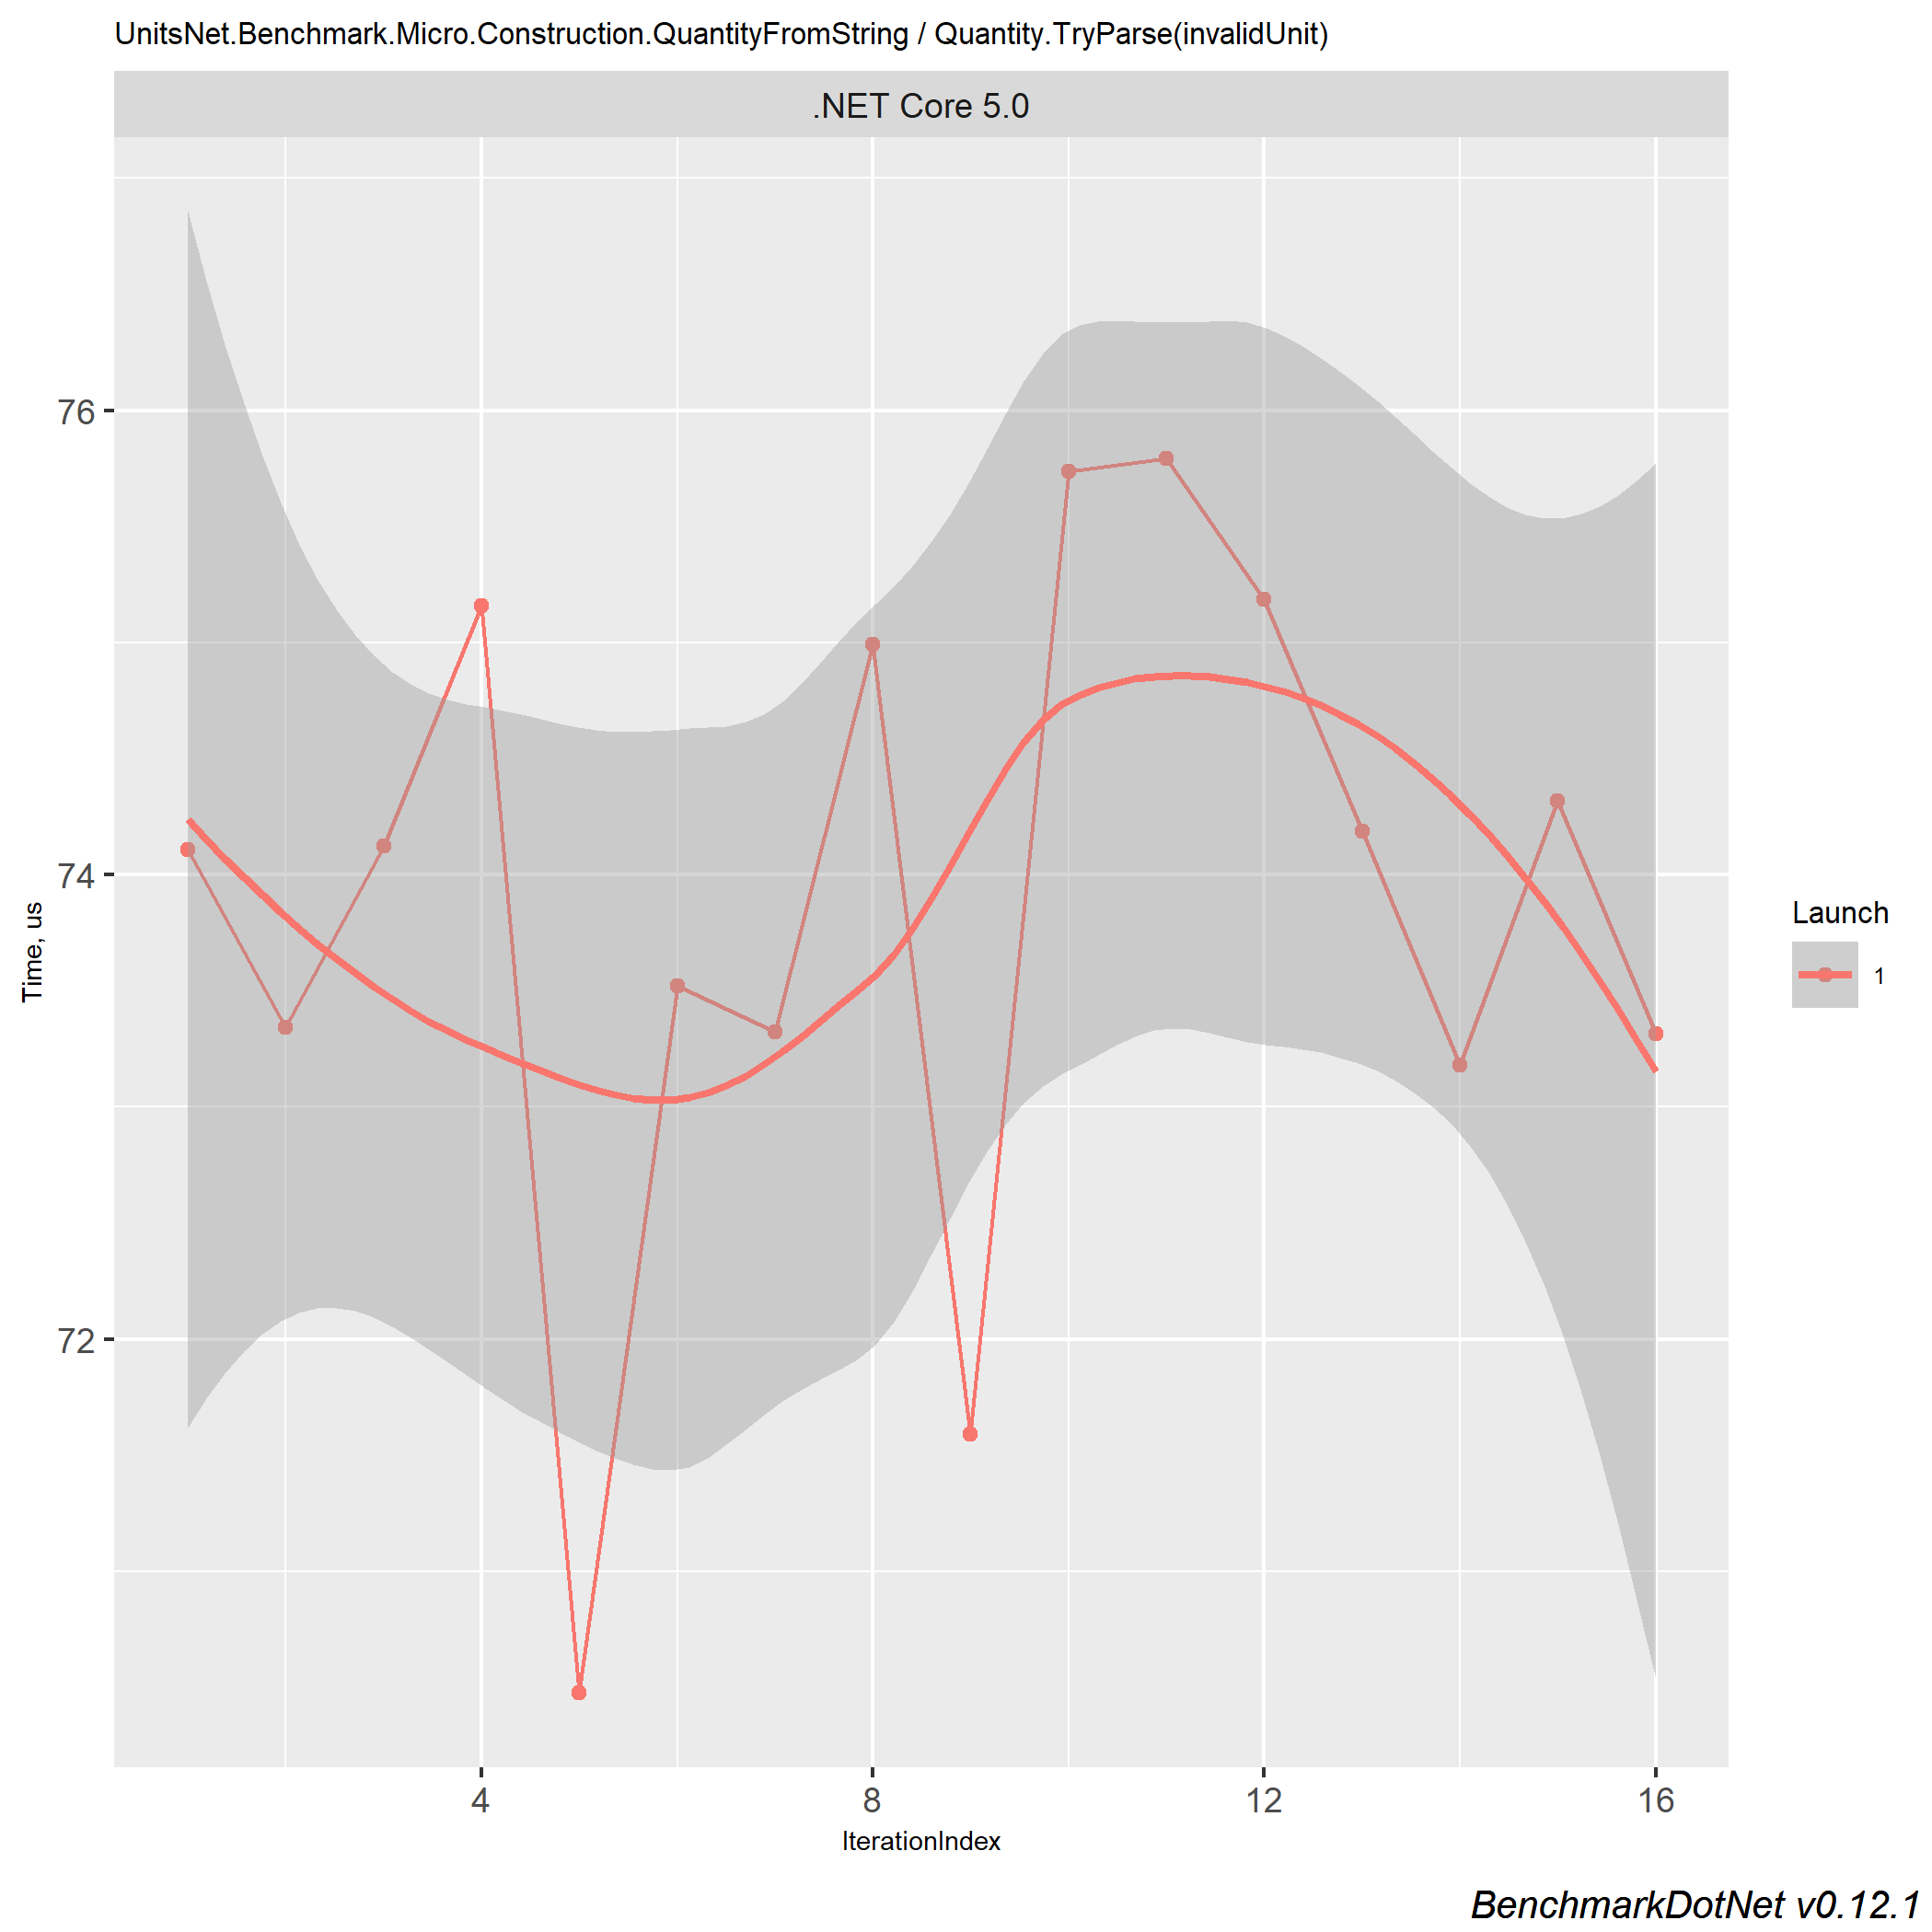 UnitsNet.Benchmark.Micro.Construction.QuantityFromString / Quantity.TryParse(invalidUnit)
.NET Core 5.0
76
74
72
Time, us
Launch
1
4
8
12
16
IterationIndex
BenchmarkDotNet v0.12.1